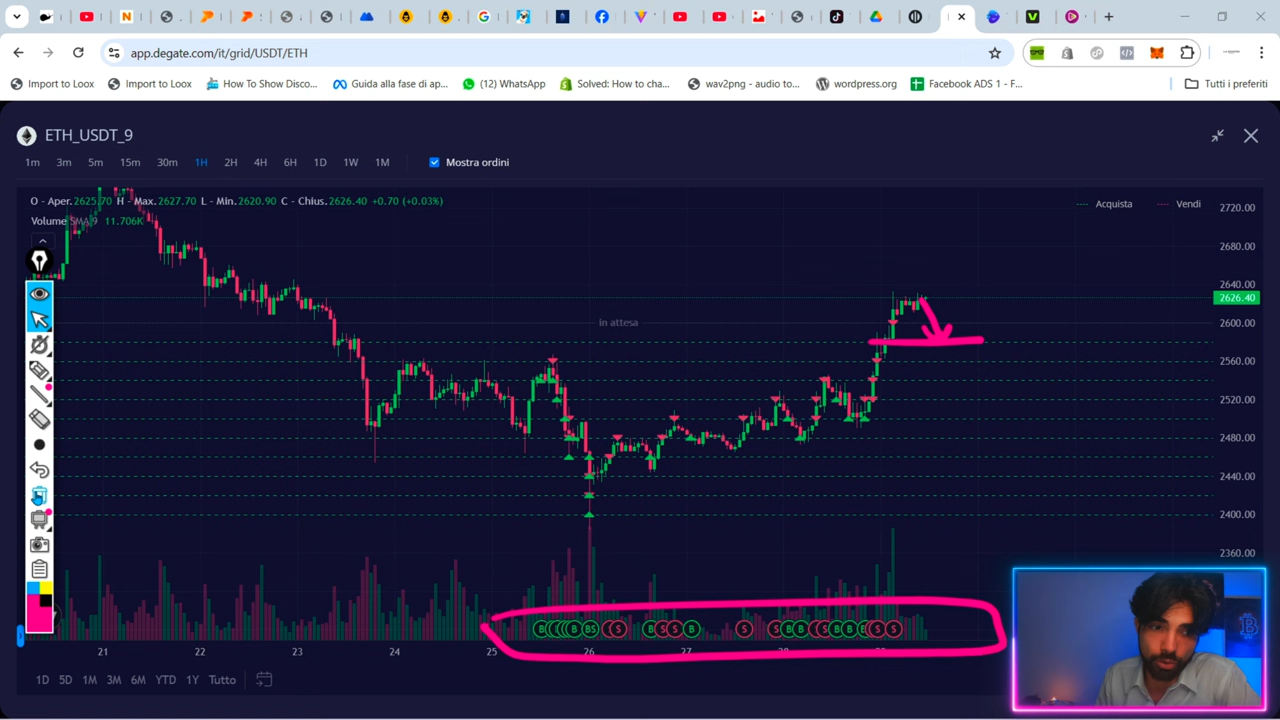 app.degate.com/it/grid/USDT/ETH
Import to Loox
Import to Loox
How To Show Disco...
Guida alla fase di ap...
(12) WhatsApp
Solved: How to cha...
wav2png - audio to...
wordpress.org
Facebook ADS 1 - F...
Tutti i preferiti
ETH_USDT_9
1m 3m 5m 15m 30m 1H 2H 4H 6H 1D 1W 1M Mostra ordini
O - Aper.2625.70 H - Max.2627.70 L - Min.2620.90 C - Chius.2626.40 +0.70 (+0.03%)
Acquista Vendi
Volume SMA 9 11.706K
2720.00
2680.00
2640.00
2626.40
in attesa
2600.00
2560.00
2520.00
2480.00
2440.00
2400.00
2360.00
B B BS S B S S B S S B B S B B S S
21 22 23 24 25 26 27 28
1D 5D 1M 3M 6M YTD 1Y Tutto